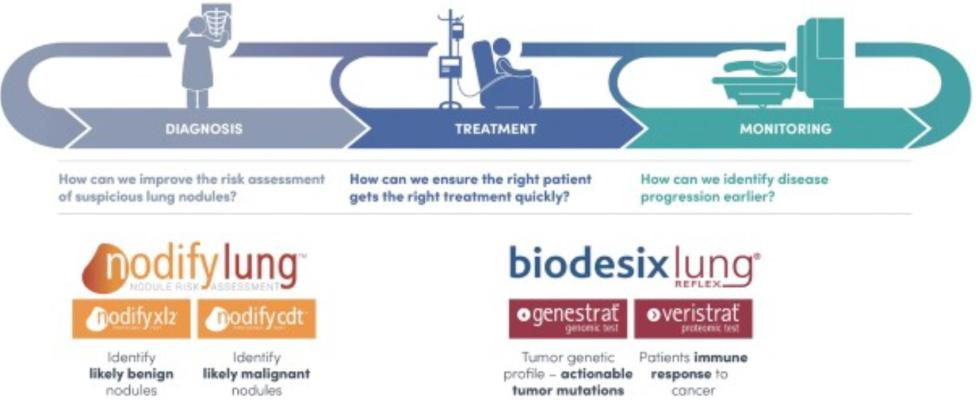 DIAGNOSIS
TREATMENT
MONITORING
How can we improve the risk assessment
of suspicious lung nodules?
How can we ensure the right patient
gets the right treatment quickly?
How can we identify disease
progression earlier?
nodifylung™
NODULE RISK ASSESSMENT
nodifyxl2
nodifycdt
Identify
likely benign
nodules
Identify
likely malignant
nodules
biodesixlung®
REFLEX
genestrat
genomic test
veristrat
proteomic test
Tumor genetic
profile – actionable
tumor mutations
Patients immune
response to
cancer